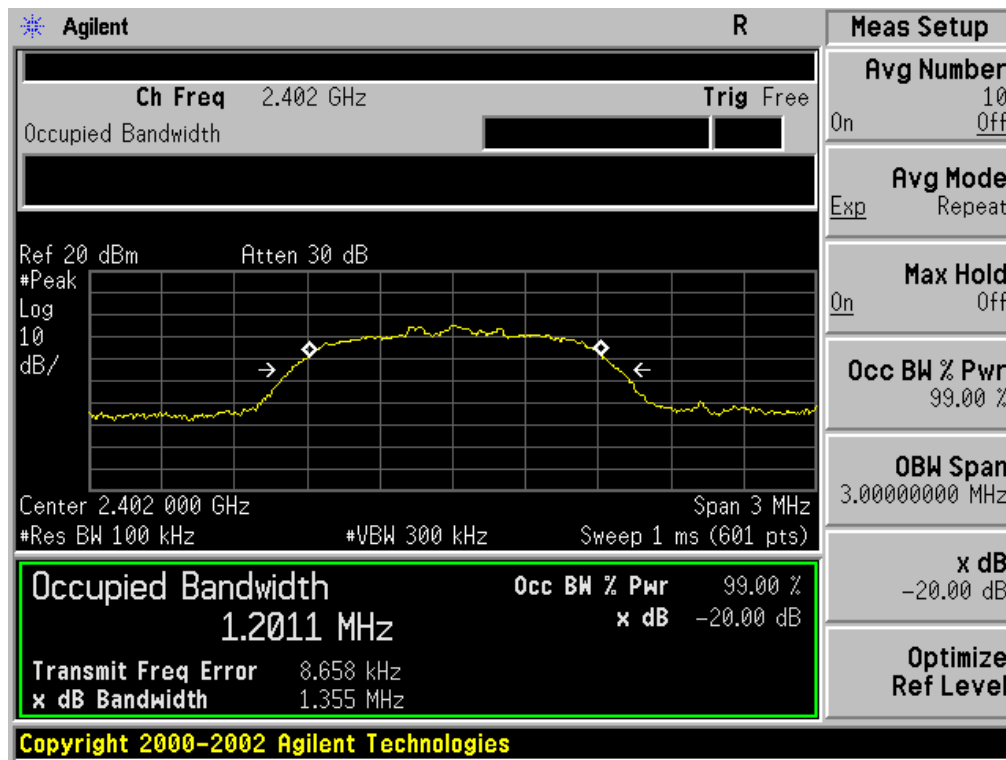 Agilent R Meas Setup
Ch Freq 2.402 GHz Trig Free
Occupied Bandwidth
Ref 20 dBm Atten 30 dB
#Peak
Log
10
dB/
Center 2.402 000 GHz Span 3 MHz
#Res BW 100 kHz #VBW 300 kHz Sweep 1 ms (601 pts)
Occupied Bandwidth Occ BW % Pwr 99.00 %
1.2011 MHz x dB -20.00 dB
Transmit Freq Error 8.658 kHz
x dB Bandwidth 1.355 MHz
Copyright 2000-2002 Agilent Technologies
Avg Number
10
On Off
Avg Mode
Exp Repeat
Max Hold
On Off
Occ BW % Pwr
99.00 %
OBW Span
3.00000000 MHz
x dB
-20.00 dB
Optimize
Ref Level